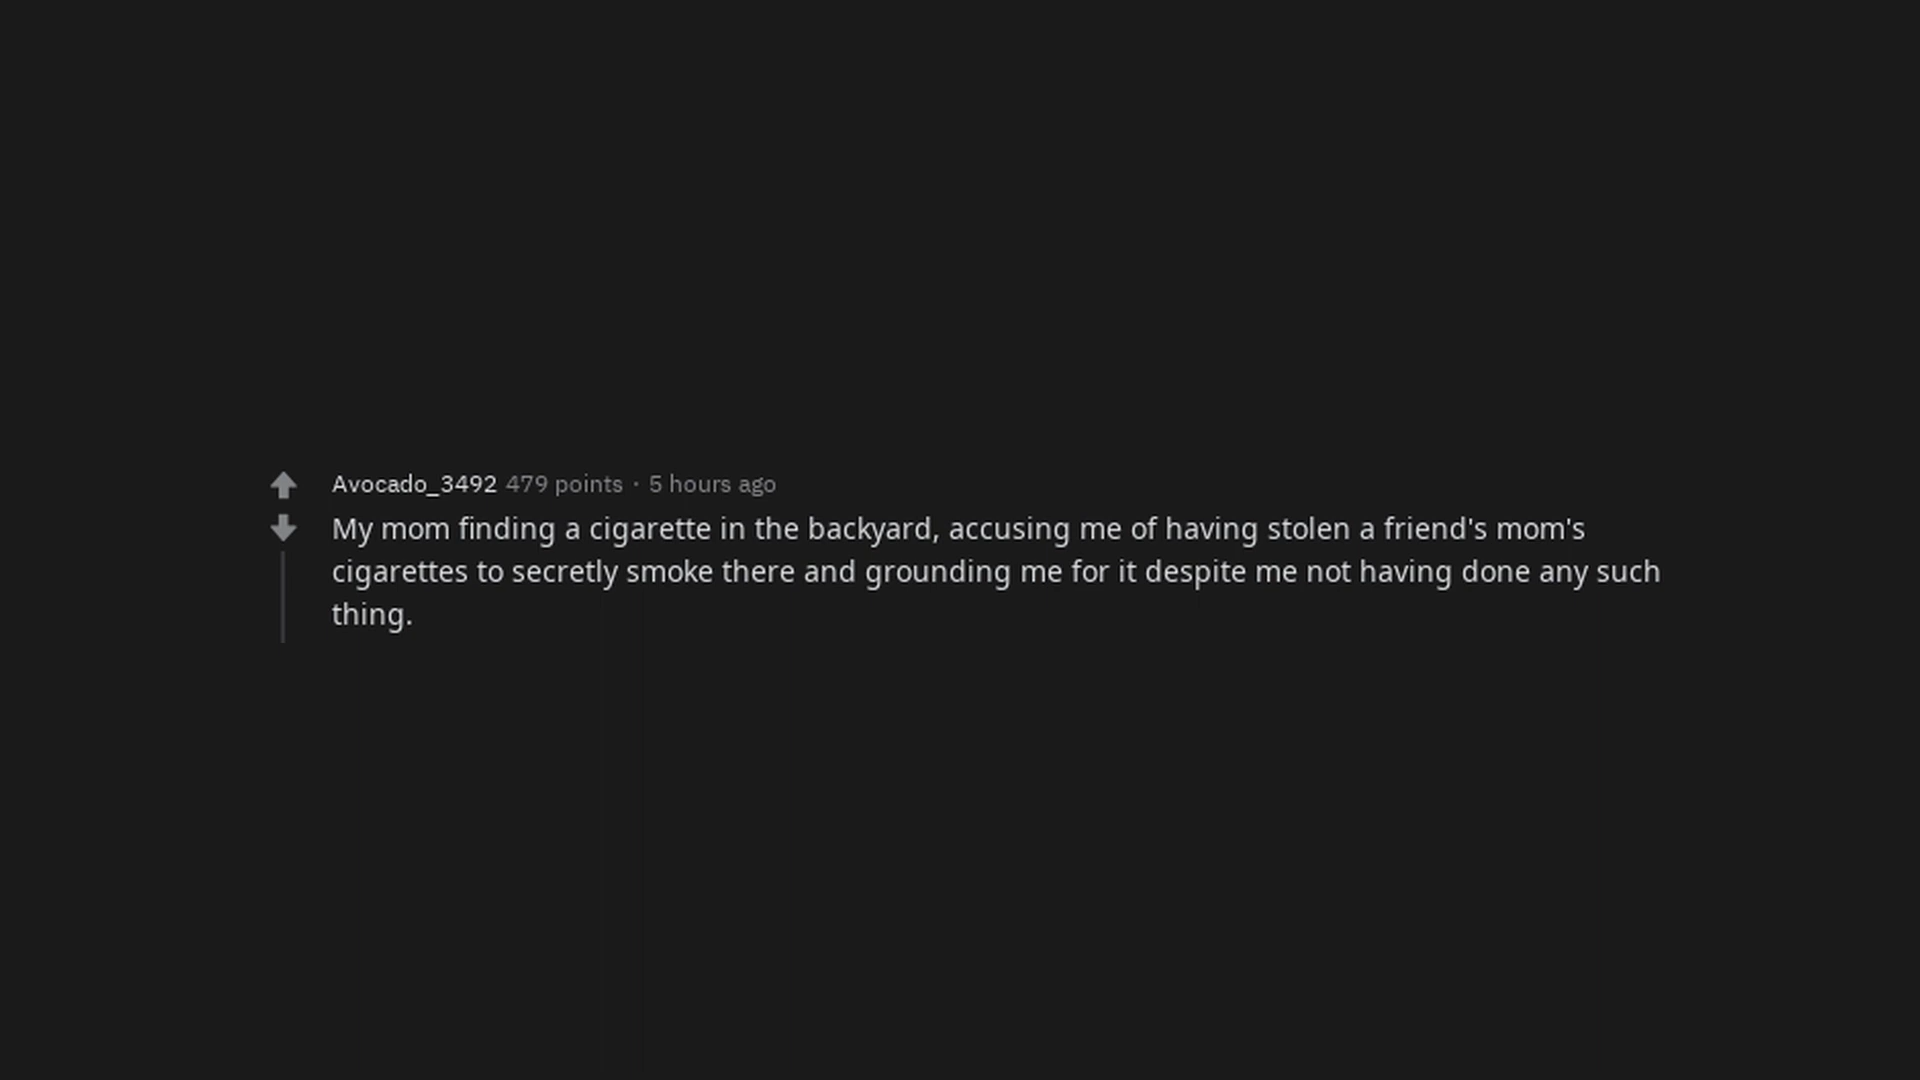 Avocado_3492 479 points · 5 hours ago
My mom finding a cigarette in the backyard, accusing me of having stolen a friend's mom's
cigarettes to secretly smoke there and grounding me for it despite me not having done any such
thing.